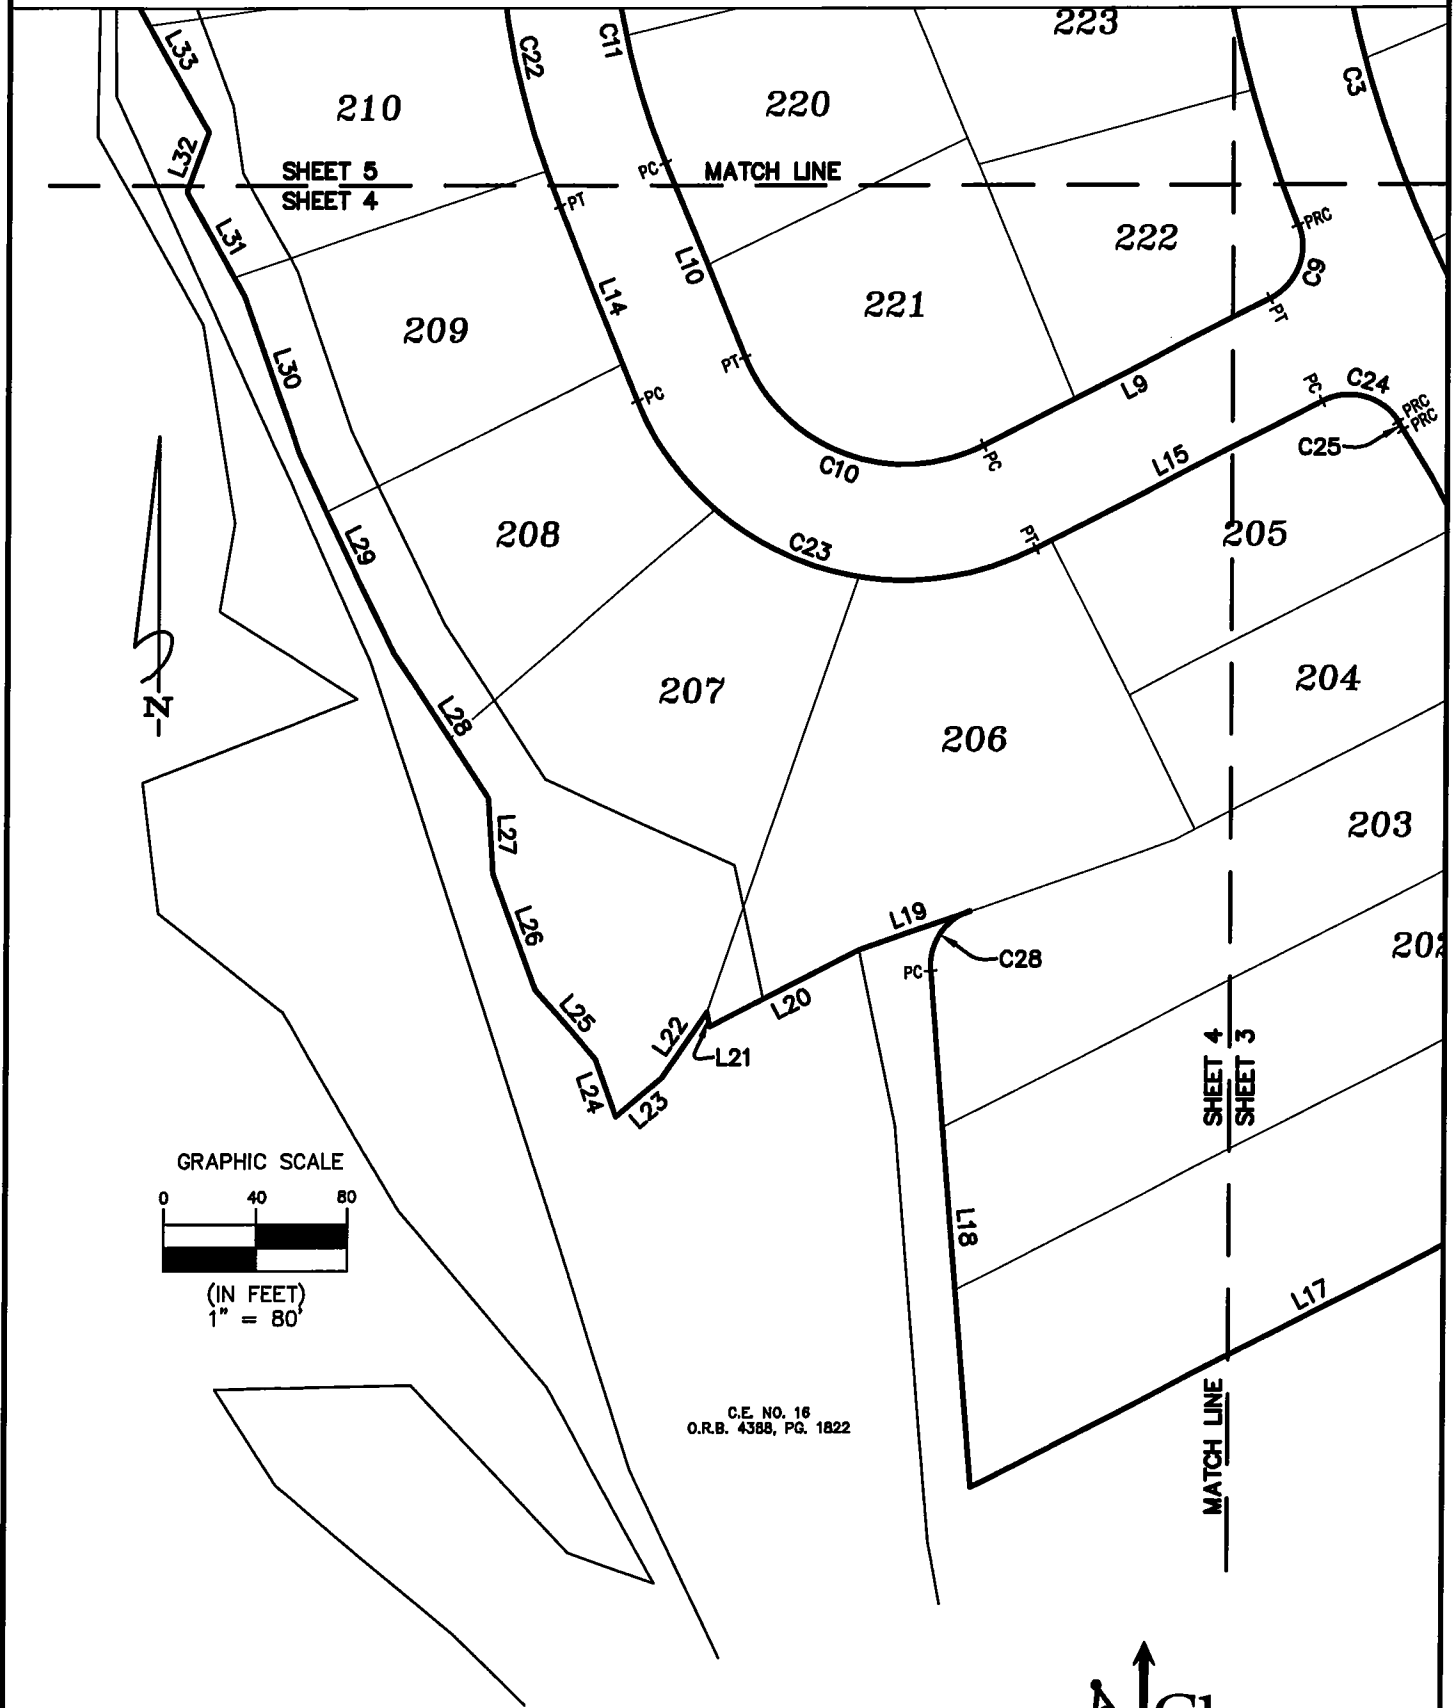 223
L33
C22
C11
C3
210
220
L32
SHEET 5
MATCH LINE
SHEET 4
PC
PT
PRC
L31
L10
222
C9
L14
221
209
PT
L30
PT
PC
L9
PC
C24
PRC
PRC
C25
C10
PC
L15
208
L29
C23
PT
205
207
204
L28
206
N
203
L27
L19
L26
C28
PC
L20
L25
L22
L21
SHEET 4
SHEET 3
L24
L23
GRAPHIC SCALE
0 40 80
L18
(IN FEET)
1" = 80'
L17
C.E. NO. 16
O.R.B. 4388, PG. 1822
MATCH LINE